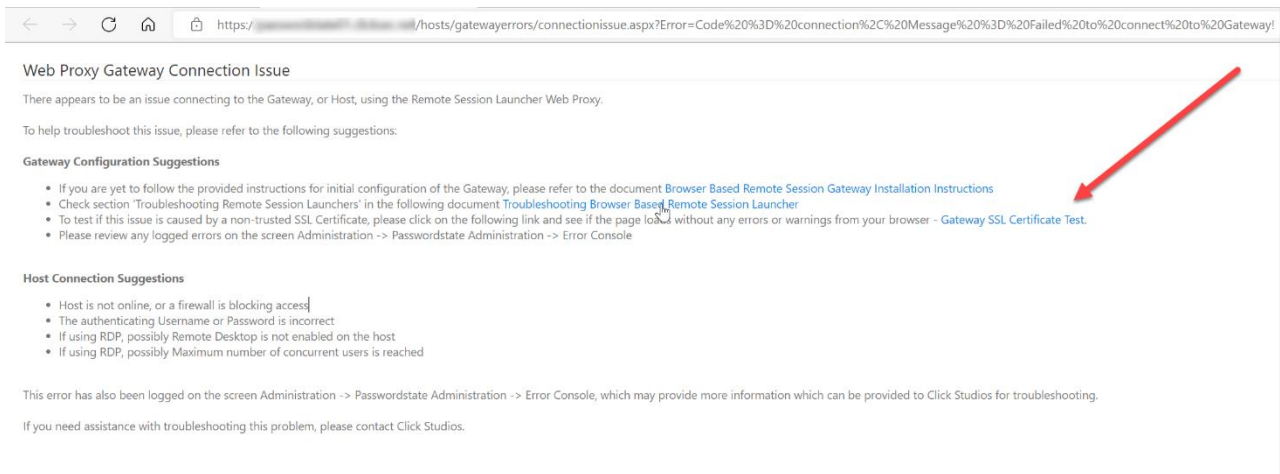 https:/ /hosts/gatewayerrors/connectionissue.aspx?Error=Code%20%3D%20connection%2C%20Message%20%3D%20Failed%20to%20connect%20to%20Gateway!
Web Proxy Gateway Connection Issue
There appears to be an issue connecting to the Gateway, or Host, using the Remote Session Launcher Web Proxy.
To help troubleshoot this issue, please refer to the following suggestions:
Gateway Configuration Suggestions
• If you are yet to follow the provided instructions for initial configuration of the Gateway, please refer to the document Browser Based Remote Session Gateway Installation Instructions
• Check section 'Troubleshooting Remote Session Launchers' in the following document Troubleshooting Browser Based Remote Session Launcher
• To test if this issue is caused by a non-trusted SSL Certificate, please click on the following link and see if the page loads without any errors or warnings from your browser - Gateway SSL Certificate Test.
• Please review any logged errors on the screen Administration -> Passwordstate Administration -> Error Console
Host Connection Suggestions
• Host is not online, or a firewall is blocking access
• The authenticating Username or Password is incorrect
• If using RDP, possibly Remote Desktop is not enabled on the host
• If using RDP, possibly Maximum number of concurrent users is reached
This error has also been logged on the screen Administration -> Passwordstate Administration -> Error Console, which may provide more information which can be provided to Click Studios for troubleshooting.
If you need assistance with troubleshooting this problem, please contact Click Studios.